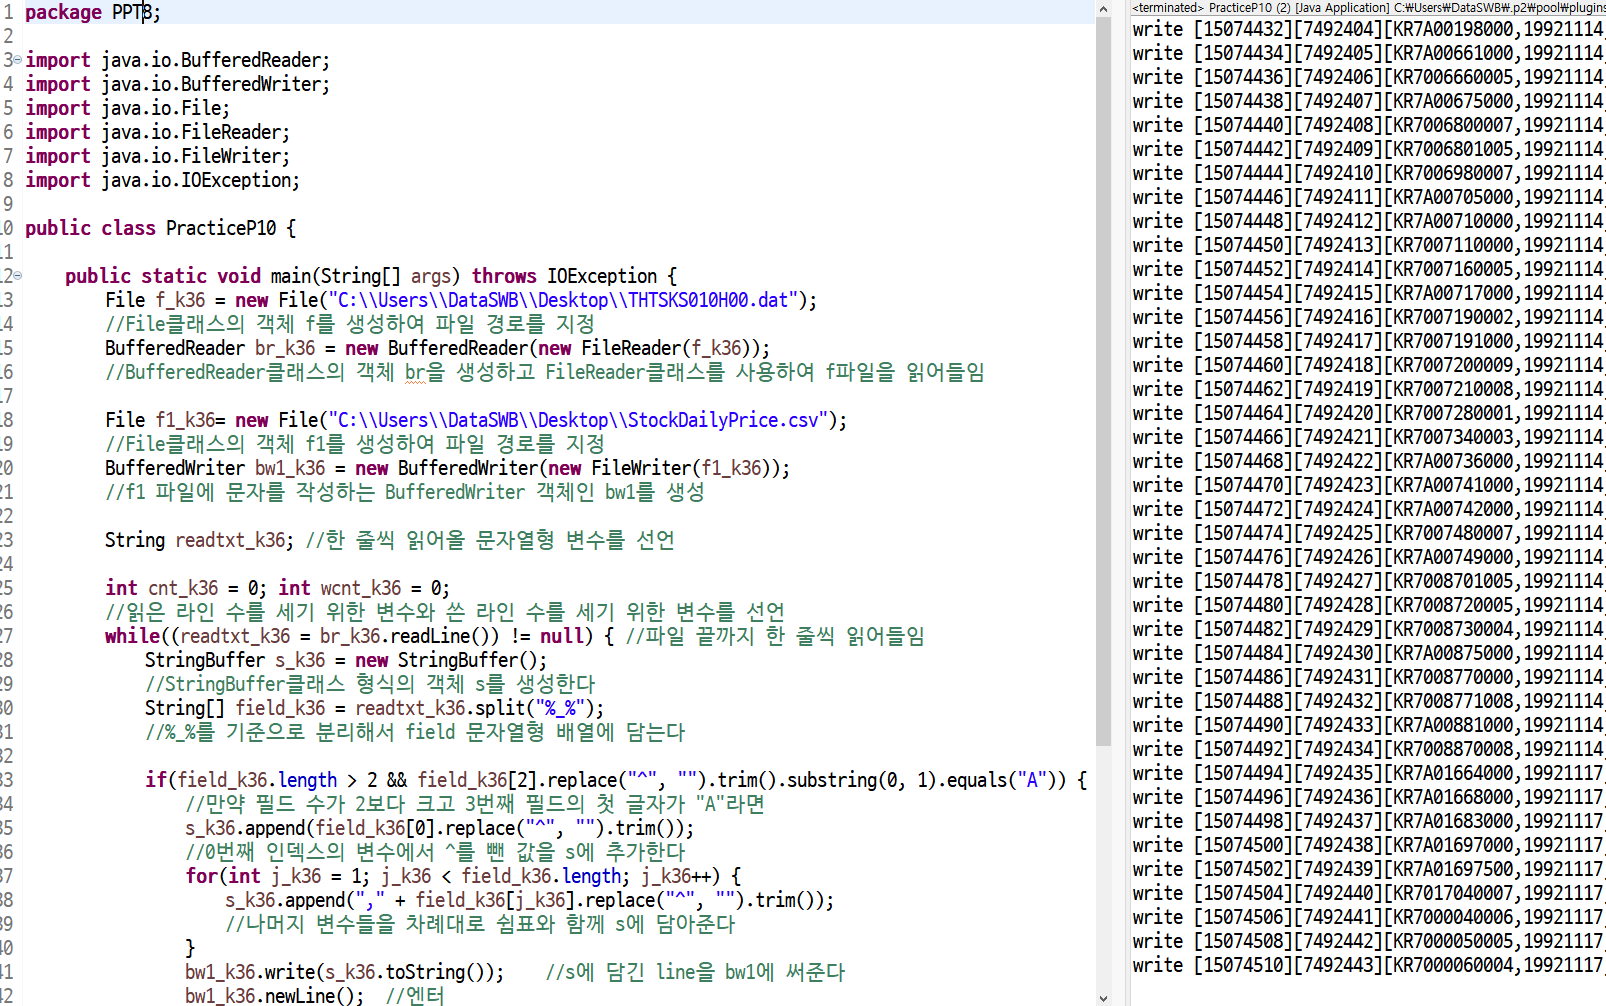 1 package PPT8;
2
3 import java.io.BufferedReader;
4 import java.io.BufferedWriter;
5 import java.io.File;
6 import java.io.FileReader;
7 import java.io.FileWriter;
8 import java.io.IOException;
9
10 public class PracticeP10 {
11
12 public static void main(String[] args) throws IOException {
13 File f_k36 = new File("C:\\Users\\DataSWB\\Desktop\\THTSKS010H00.dat");
14 //File클래스의 객체 f를 생성하여 파일 경로를 지정
15 BufferedReader br_k36 = new BufferedReader(new FileReader(f_k36));
16 //BufferedReader클래스의 객체 br을 생성하고 FileReader클래스를 사용하여 f파일을 읽어들임
17
18 File f1_k36= new File("C:\\Users\\DataSWB\\Desktop\\StockDailyPrice.csv");
19 //File클래스의 객체 f1를 생성하여 파일 경로를 지정
20 BufferedWriter bw1_k36 = new BufferedWriter(new FileWriter(f1_k36));
21 //f1 파일에 문자를 작성하는 BufferedWriter 객체인 bw1를 생성
22
23 String readtxt_k36; //한 줄씩 읽어올 문자열형 변수를 선언
24
25 int cnt_k36 = 0; int wcnt_k36 = 0;
26 //읽은 라인 수를 세기 위한 변수와 쓴 라인 수를 세기 위한 변수를 선언
27 while((readtxt_k36 = br_k36.readLine()) != null) { //파일 끝까지 한 줄씩 읽어들임
28 StringBuffer s_k36 = new StringBuffer();
29 //StringBuffer클래스 형식의 객체 s를 생성한다
30 String[] field_k36 = readtxt_k36.split("%_%");
31 //%_%를 기준으로 분리해서 field 문자열형 배열에 담는다
32
33 if(field_k36.length > 2 && field_k36[2].replace("^", "").trim().substring(0, 1).equals("A")) {
34 //만약 필드 수가 2보다 크고 3번째 필드의 첫 글자가 "A"라면
35 s_k36.append(field_k36[0].replace("^", "").trim());
36 //0번째 인덱스의 변수에서 ^를 뺀 값을 s에 추가한다
37 for(int j_k36 = 1; j_k36 < field_k36.length; j_k36++) {
38 s_k36.append("," + field_k36[j_k36].replace("^", "").trim());
39 //나머지 변수들을 차례대로 쉼표와 함께 s에 담아준다
40 }
41 bw1_k36.write(s_k36.toString()); //s에 담긴 line을 bw1에 써준다
42 bw1_k36.newLine(); //엔터
<terminated> PracticeP10 (2) [Java Application] C:₩Users₩DataSWB₩.p2₩pool₩plugins
write [15074432][7492404][KR7A00198000,19921114
write [15074434][7492405][KR7A00661000,19921114
write [15074436][7492406][KR7006660005,19921114
write [15074438][7492407][KR7A00675000,19921114
write [15074440][7492408][KR7006800007,19921114
write [15074442][7492409][KR7006801005,19921114
write [15074444][7492410][KR7006980007,19921114
write [15074446][7492411][KR7A00705000,19921114
write [15074448][7492412][KR7A00710000,19921114
write [15074450][7492413][KR7007110000,19921114
write [15074452][7492414][KR7007160005,19921114
write [15074454][7492415][KR7A00717000,19921114
write [15074456][7492416][KR7007190002,19921114
write [15074458][7492417][KR7007191000,19921114
write [15074460][7492418][KR7007200009,19921114
write [15074462][7492419][KR7007210008,19921114
write [15074464][7492420][KR7007280001,19921114
write [15074466][7492421][KR7007340003,19921114
write [15074468][7492422][KR7A00736000,19921114
write [15074470][7492423][KR7A00741000,19921114
write [15074472][7492424][KR7A00742000,19921114
write [15074474][7492425][KR7007480007,19921114
write [15074476][7492426][KR7A00749000,19921114
write [15074478][7492427][KR7008701005,19921114
write [15074480][7492428][KR7008720005,19921114
write [15074482][7492429][KR7008730004,19921114
write [15074484][7492430][KR7A00875000,19921114
write [15074486][7492431][KR7008770000,19921114
write [15074488][7492432][KR7008771008,19921114
write [15074490][7492433][KR7A00881000,19921114
write [15074492][7492434][KR7008870008,19921114
write [15074494][7492435][KR7A01664000,19921117
write [15074496][7492436][KR7A01668000,19921117
write [15074498][7492437][KR7A01683000,19921117
write [15074500][7492438][KR7A01697000,19921117
write [15074502][7492439][KR7A01697500,19921117
write [15074504][7492440][KR7017040007,19921117
write [15074506][7492441][KR7000040006,19921117
write [15074508][7492442][KR7000050005,19921117
write [15074510][7492443][KR7000060004,19921117